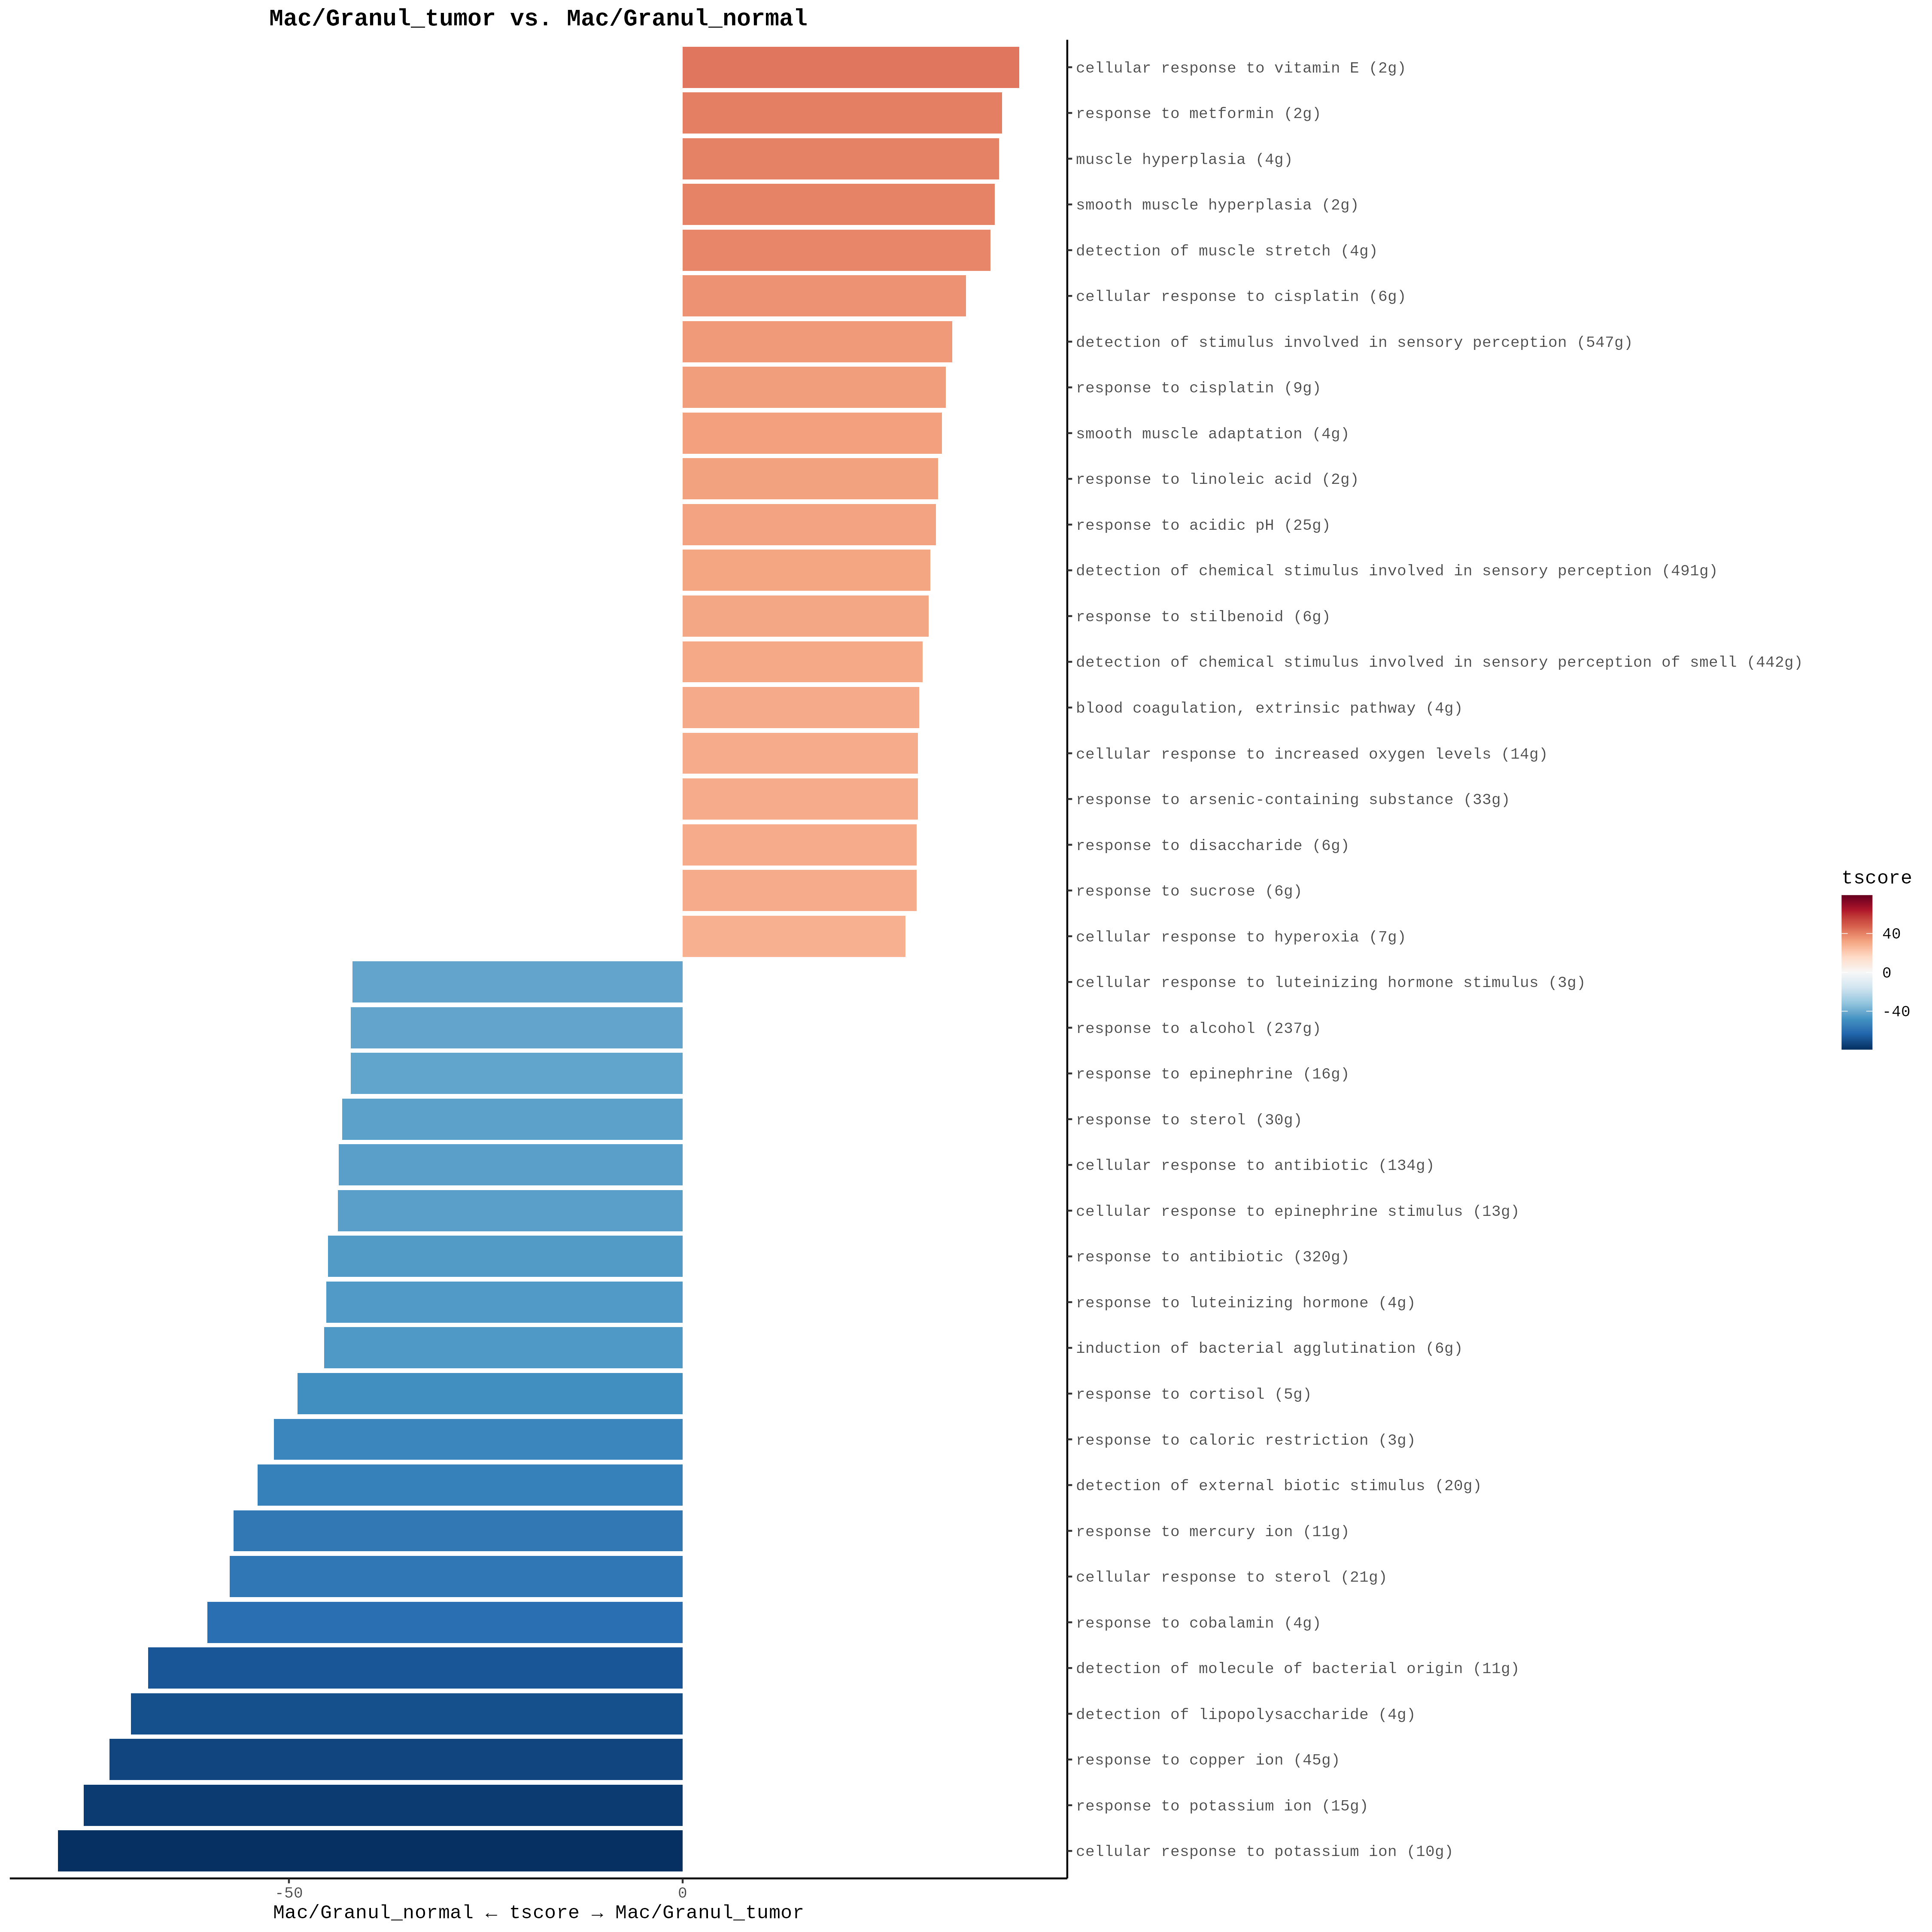 Mac/Granul_tumor vs. Mac/Granul_normal
cellular response to vitamin E (2g)
response to metformin (2g)
muscle hyperplasia (4g)
smooth muscle hyperplasia (2g)
detection of muscle stretch (4g)
cellular response to cisplatin (6g)
detection of stimulus involved in sensory perception (547g)
response to cisplatin (9g)
smooth muscle adaptation (4g)
response to linoleic acid (2g)
response to acidic pH (25g)
detection of chemical stimulus involved in sensory perception (491g)
response to stilbenoid (6g)
detection of chemical stimulus involved in sensory perception of smell (442g)
blood coagulation, extrinsic pathway (4g)
cellular response to increased oxygen levels (14g)
response to arsenic-containing substance (33g)
response to disaccharide (6g)
response to sucrose (6g)
cellular response to hyperoxia (7g)
cellular response to luteinizing hormone stimulus (3g)
response to alcohol (237g)
response to epinephrine (16g)
response to sterol (30g)
cellular response to antibiotic (134g)
cellular response to epinephrine stimulus (13g)
response to antibiotic (320g)
response to luteinizing hormone (4g)
induction of bacterial agglutination (6g)
response to cortisol (5g)
response to caloric restriction (3g)
detection of external biotic stimulus (20g)
response to mercury ion (11g)
cellular response to sterol (21g)
response to cobalamin (4g)
detection of molecule of bacterial origin (11g)
detection of lipopolysaccharide (4g)
response to copper ion (45g)
response to potassium ion (15g)
cellular response to potassium ion (10g)
-50 0
Mac/Granul_normal ← tscore → Mac/Granul_tumor
tscore
40
0
-40